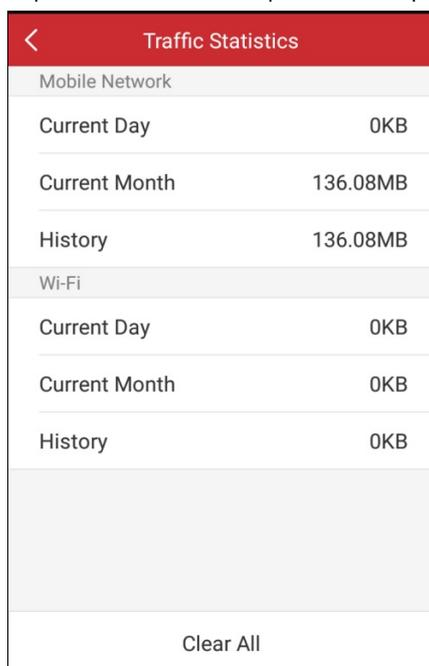 Traffic Statistics
Mobile Network
Current Day 0KB
Current Month 136.08MB
History 136.08MB
Wi-Fi
Current Day 0KB
Current Month 0KB
History 0KB
Clear All